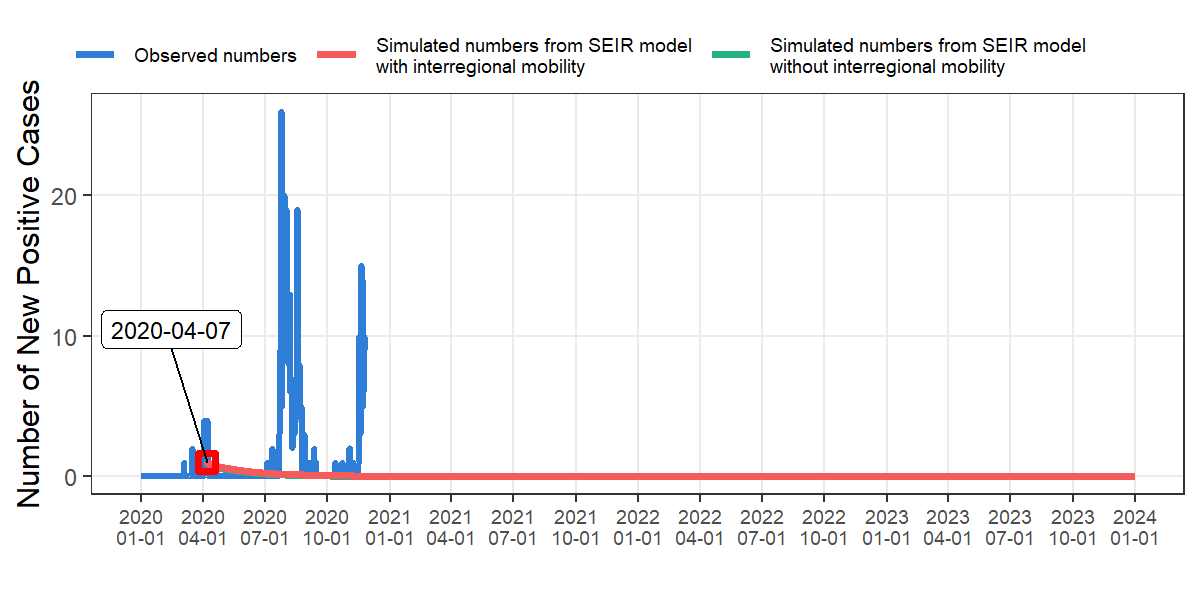 Observed numbers
Simulated numbers from SEIR model
with interregional mobility
Simulated numbers from SEIR model
without interregional mobility
Number of New Positive Cases
20
10
0
2020-04-07
2020 2020 2020 2020 2021 2021 2021 2021 2022 2022 2022 2022 2023 2023 2023 2023 2024
01-01 04-01 07-01 10-01 01-01 04-01 07-01 10-01 01-01 04-01 07-01 10-01 01-01 04-01 07-01 10-01 01-01